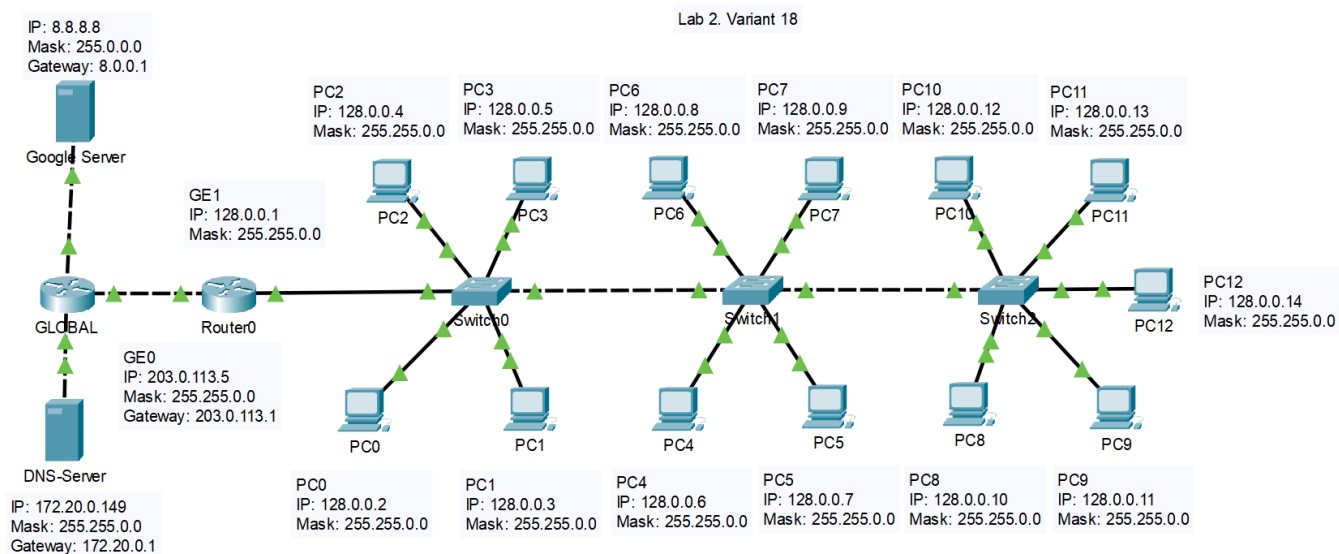 Lab 2. Variant 18
IP: 8.8.8.8
Mask: 255.0.0.0
Gateway: 8.0.0.1
Google Server
PC2
IP: 128.0.0.4
Mask: 255.255.0.0
PC3
IP: 128.0.0.5
Mask: 255.255.0.0
PC6
IP: 128.0.0.8
Mask: 255.255.0.0
PC7
IP: 128.0.0.9
Mask: 255.255.0.0
PC10
IP: 128.0.0.12
Mask: 255.255.0.0
PC11
IP: 128.0.0.13
Mask: 255.255.0.0
GE1
IP: 128.0.0.1
Mask: 255.255.0.0
PC2
PC3
PC6
PC7
PC10
PC11
PC12
IP: 128.0.0.14
Mask: 255.255.0.0
GLOBAL
Router0
Switch0
Switch1
Switch2
PC12
GE0
IP: 203.0.113.5
Mask: 255.255.0.0
Gateway: 203.0.113.1
PC0
PC1
PC4
PC5
PC8
PC9
DNS-Server
IP: 172.20.0.149
Mask: 255.255.0.0
Gateway: 172.20.0.1
PC0
IP: 128.0.0.2
Mask: 255.255.0.0
PC1
IP: 128.0.0.3
Mask: 255.255.0.0
PC4
IP: 128.0.0.6
Mask: 255.255.0.0
PC5
IP: 128.0.0.7
Mask: 255.255.0.0
PC8
IP: 128.0.0.10
Mask: 255.255.0.0
PC9
IP: 128.0.0.11
Mask: 255.255.0.0